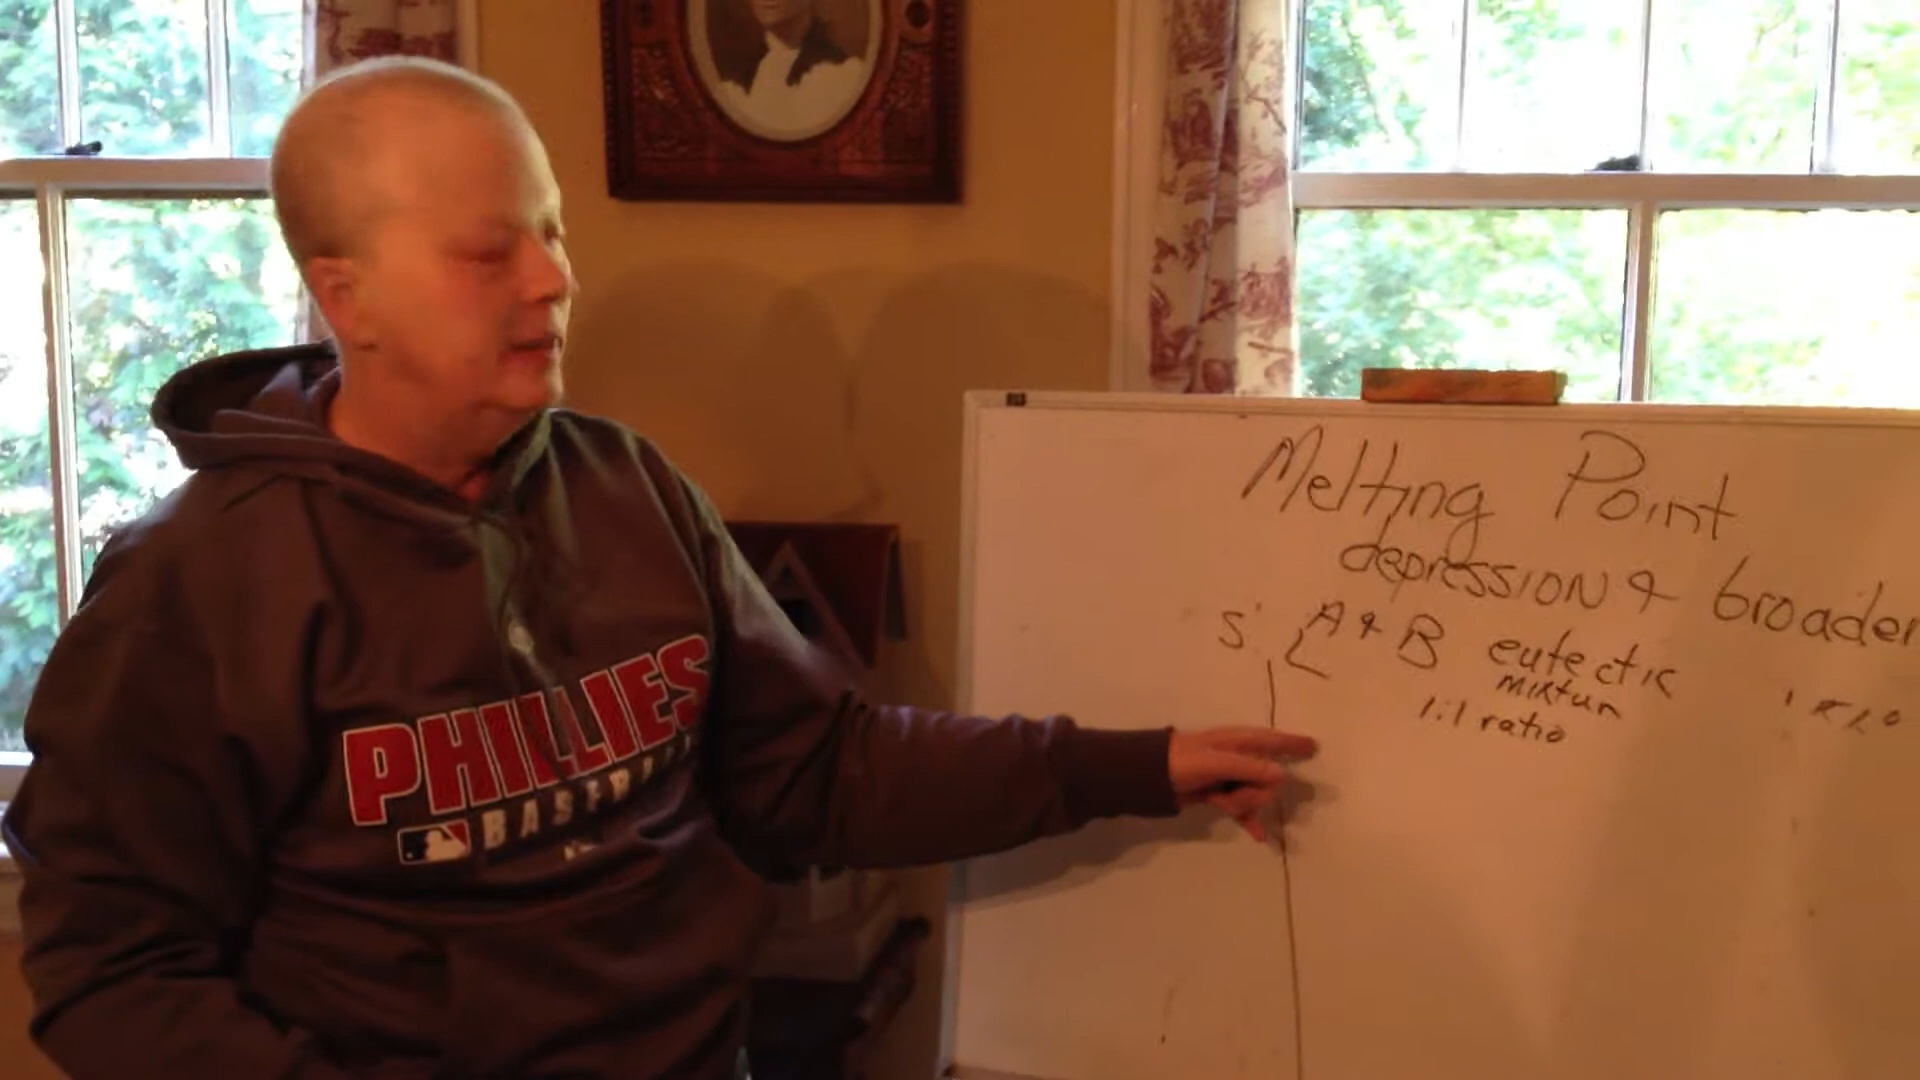 PHILLIES
BASEBALL
Melting Point
depression & broaden
S: A & B eutectic
L mixture
1:1 ratio